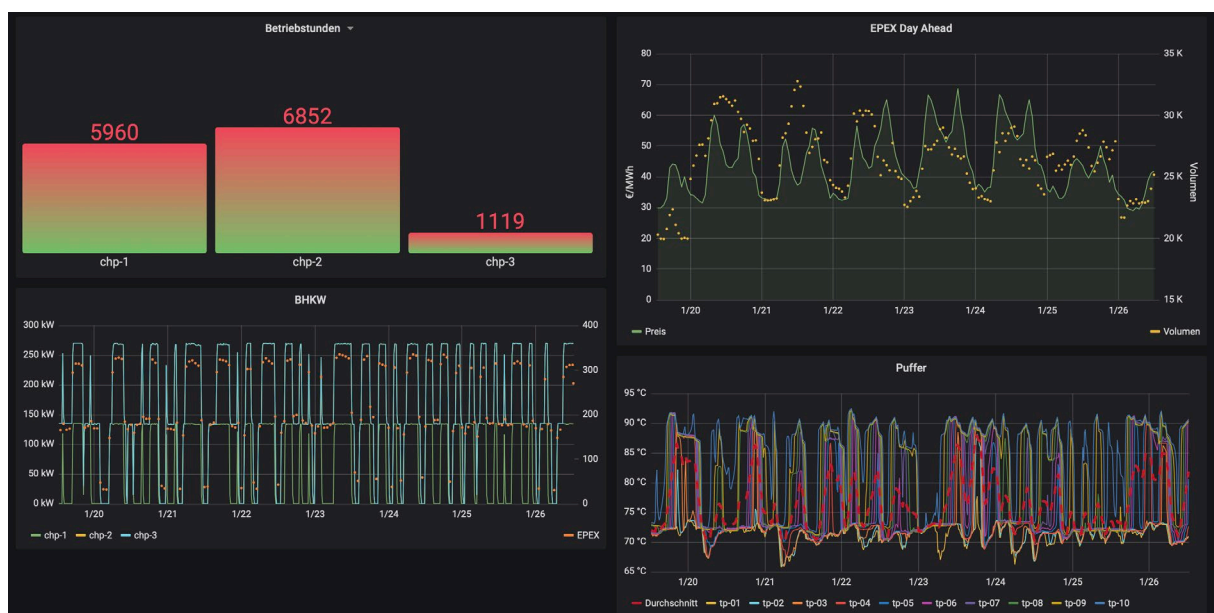 Betriebstunden
5960
6852
1119
chp-1 chp-2 chp-3
EPEX Day Ahead
80 35 K
70
60 30 K
50
40 25 K
30
20 20 K
10
0 15 K
€/MWh
Volumen
1/20 1/21 1/22 1/23 1/24 1/25 1/26
Preis Volumen
BHKW
300 kW 400
250 kW
300
200 kW
150 kW 200
100 kW
100
50 kW
0 kW 0
1/20 1/21 1/22 1/23 1/24 1/25 1/26
chp-1 chp-2 chp-3 EPEX
Puffer
95 °C
90 °C
85 °C
80 °C
75 °C
70 °C
65 °C
1/20 1/21 1/22 1/23 1/24 1/25 1/26
Durchschnitt tp-01 tp-02 tp-03 tp-04 tp-05 tp-06 tp-07 tp-08 tp-09 tp-10